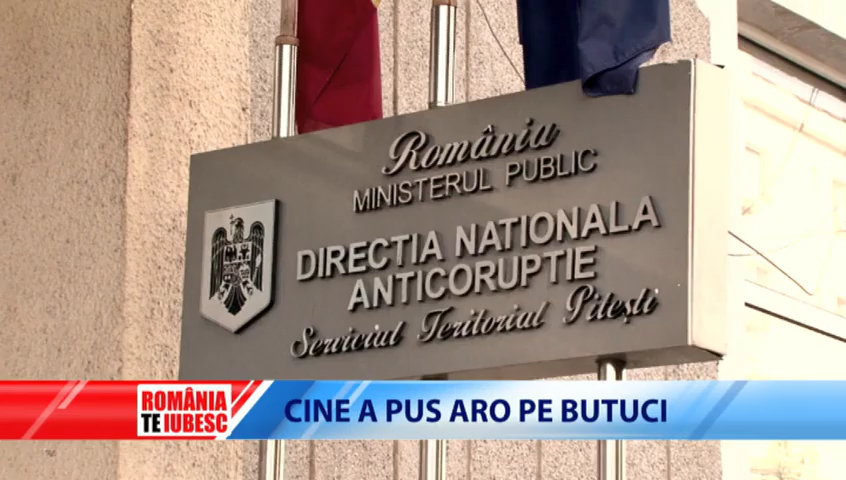 România
MINISTERUL PUBLIC
DIRECTIA NATIONALA
ANTICORUPTIE
Serviciul Teritorial Pitești
ROMÂNIA
TE IUBESC
CINE A PUS ARO PE BUTUCI